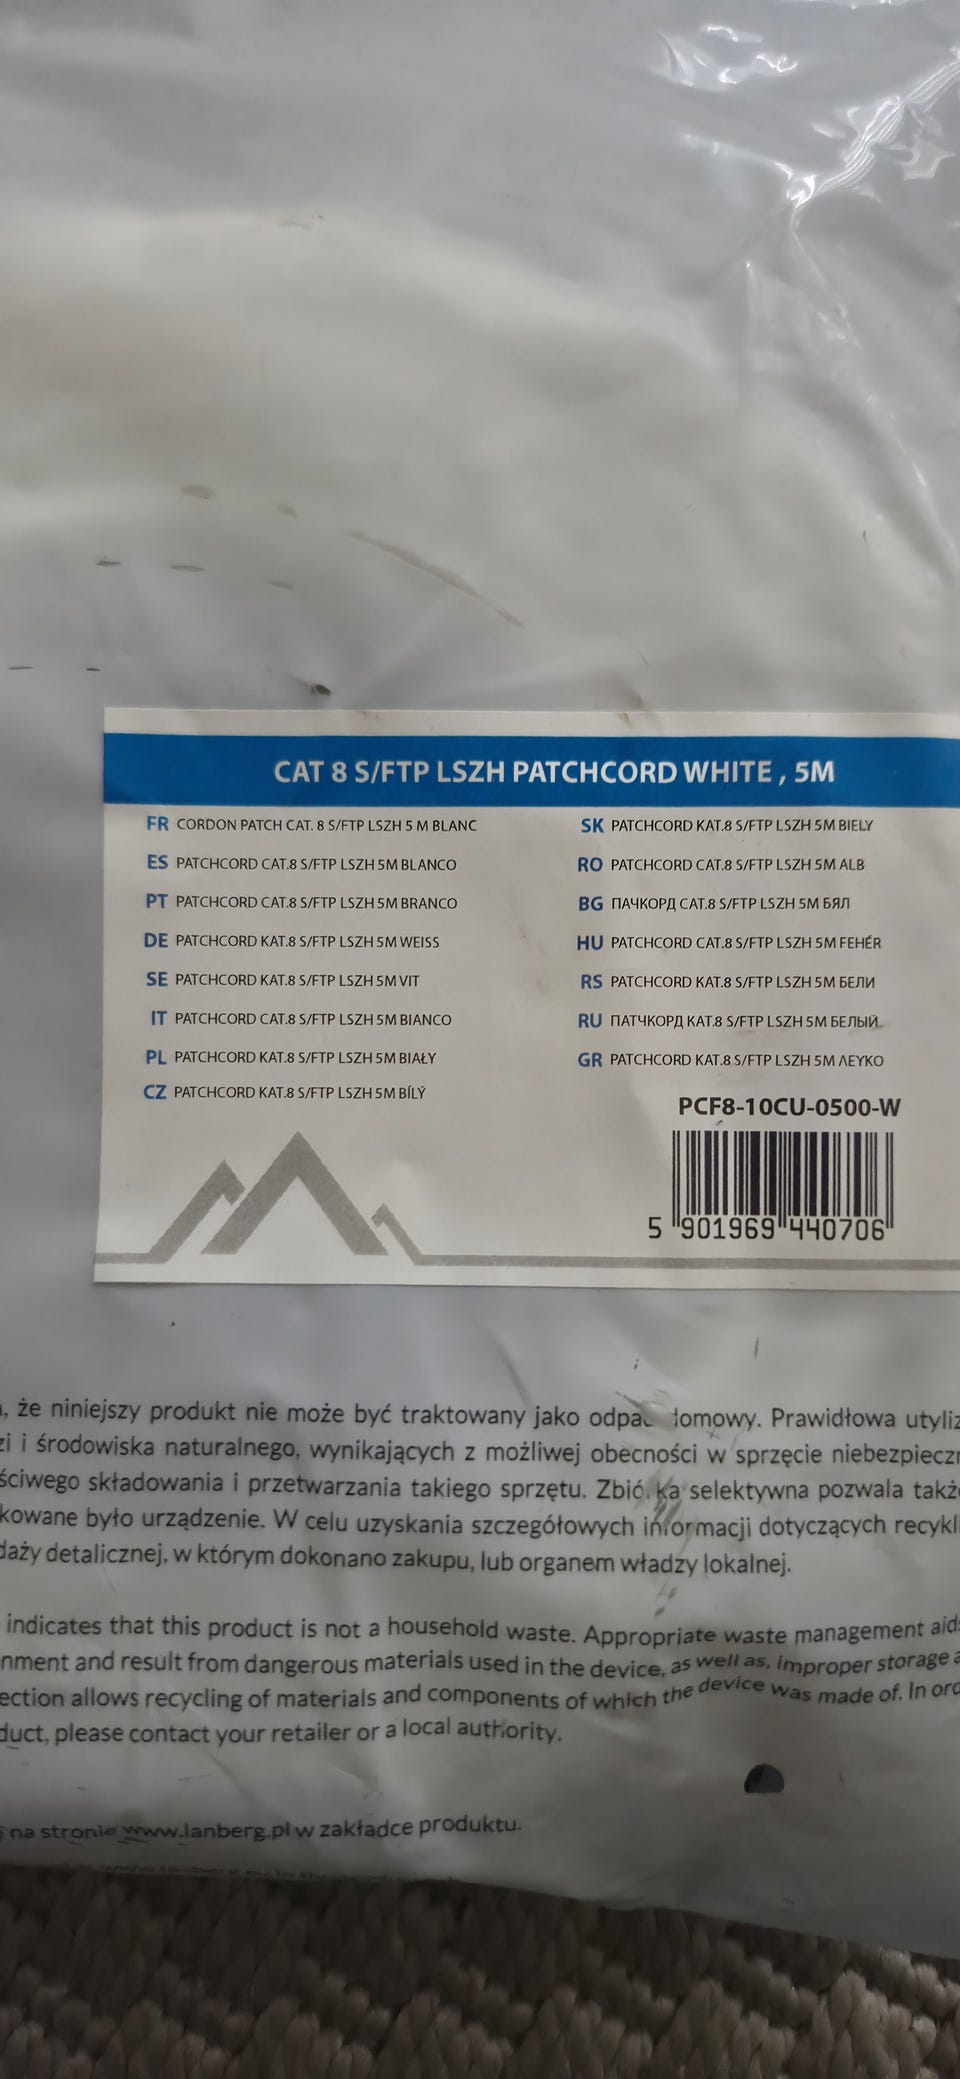 CAT 8 S/FTP LSZH PATCHCORD WHITE , 5M
FR CORDON PATCH CAT. 8 S/FTP LSZH 5 M BLANC
ES PATCHCORD CAT.8 S/FTP LSZH 5M BLANCO
PT PATCHCORD CAT.8 S/FTP LSZH 5M BRANCO
DE PATCHCORD KAT.8 S/FTP LSZH 5M WEISS
SE PATCHCORD KAT.8 S/FTP LSZH 5M VIT
IT PATCHCORD CAT.8 S/FTP LSZH 5M BIANCO
PL PATCHCORD KAT.8 S/FTP LSZH 5M BIAŁY
CZ PATCHCORD KAT.8 S/FTP LSZH 5M BÍLÝ
SK PATCHCORD KAT.8 S/FTP LSZH 5M BIELY
RO PATCHCORD CAT.8 S/FTP LSZH 5M ALB
BG ПАЧКОРД CAT.8 S/FTP LSZH 5M БЯЛ
HU PATCHCORD CAT.8 S/FTP LSZH 5M FEHÉR
RS PATCHCORD KAT.8 S/FTP LSZH 5M БЕЛИ
RU ПАТЧКОРД КАТ.8 S/FTP LSZH 5M БЕЛЫЙ
GR PATCHCORD KAT.8 S/FTP LSZH 5M ΛΕΥΚΟ
PCF8-10CU-0500-W
5 901969 440706
, że niniejszy produkt nie może być traktowany jako domowy. Prawidłowa utyliz
i środowiska naturalnego, wynikających z możliwej obecności w sprzęcie niebezpieczn
ściwego składowania i przetwarzania takiego sprzętu. selektywna pozwala takż
kowane było urządzenie. W celu uzyskania szczegółowych informacji dotyczących recykl
daży detalicznej, w którym dokonano zakupu, lub organem władzy lokalnej.
indicates that this product is not a household waste. Appropriate waste management aid
nment and result from dangerous materials used in the device, as well as, improper storage a
ection allows recycling of materials and components of which the device was made of. In ord
duct, please contact your retailer or a local authority.
na stronie www.lanberg.pl w zakładce produktu.